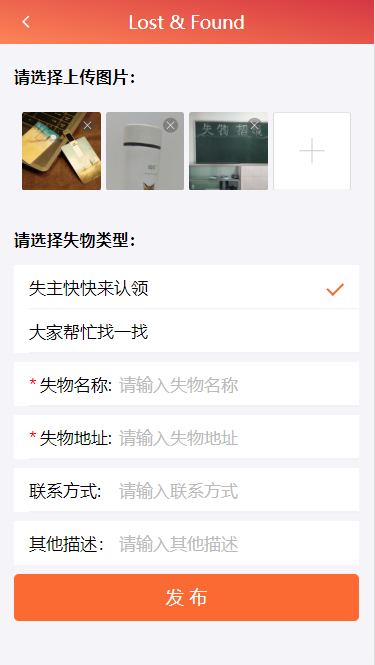 Lost & Found
请选择上传图片：
失物招领
请选择失物类型：
失主快快来认领
大家帮忙找一找
* 失物名称: 请输入失物名称
* 失物地址: 请输入失物地址
联系方式: 请输入联系方式
其他描述： 请输入其他描述
发 布